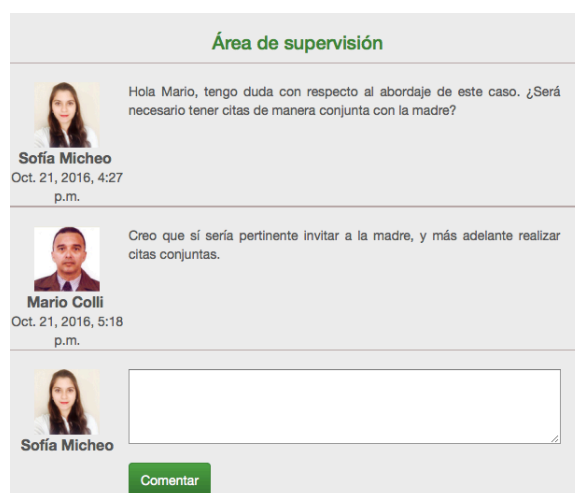 Área de supervisión
Hola Mario, tengo duda con respecto al abordaje de este caso. ¿Será
necesario tener citas de manera conjunta con la madre?
Sofía Micheo
Oct. 21, 2016, 4:27
p.m.
Creo que sí sería pertinente invitar a la madre, y más adelante realizar
citas conjuntas.
Mario Colli
Oct. 21, 2016, 5:18
p.m.
Sofía Micheo
Comentar